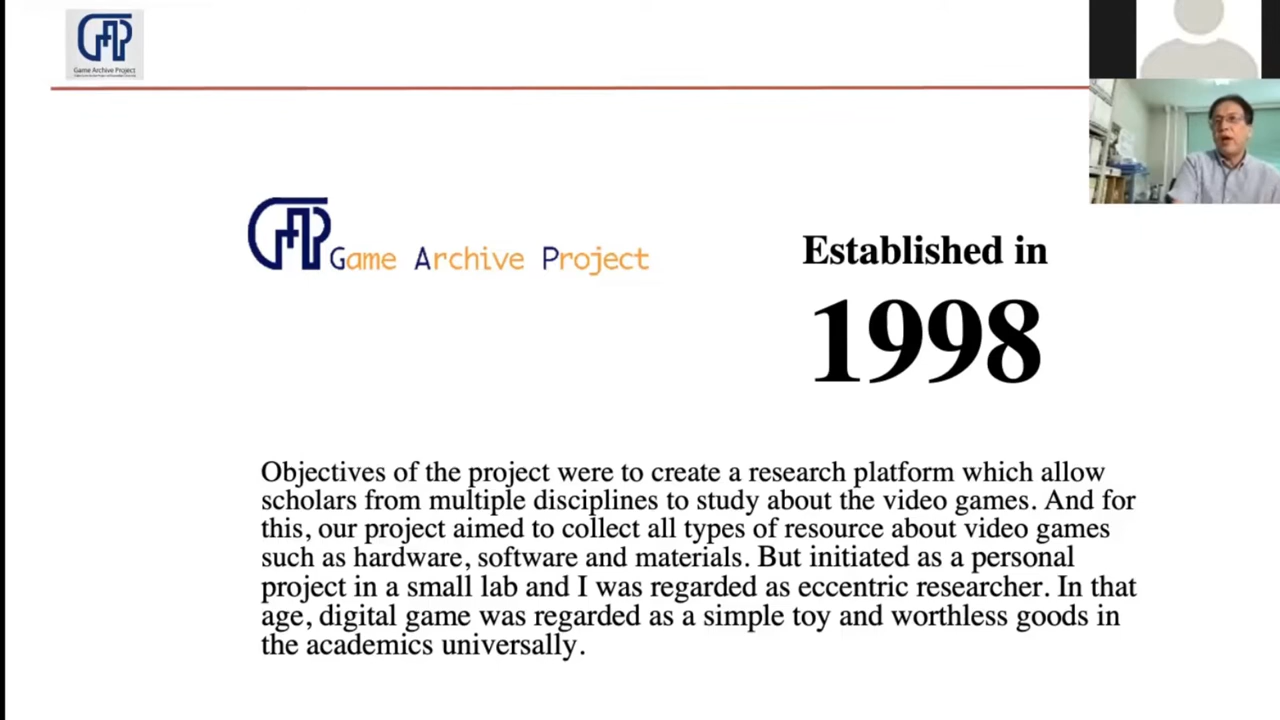 Game Archive Project
Game Archive Project
Established in
1998
Objectives of the project were to create a research platform which allow
scholars from multiple disciplines to study about the video games. And for
this, our project aimed to collect all types of resource about video games
such as hardware, software and materials. But initiated as a personal
project in a small lab and I was regarded as eccentric researcher. In that
age, digital game was regarded as a simple toy and worthless goods in
the academics universally.